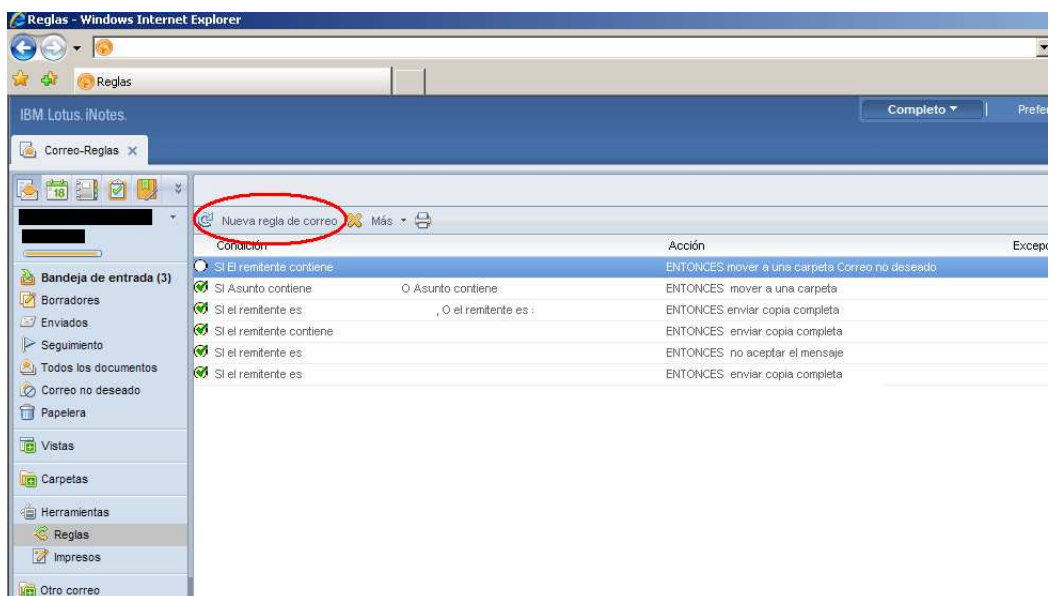 Reglas - Windows Internet Explorer
Reglas
IBM. Lotus. iNotes.
Completo
Prefer
Correo-Reglas
18
Nueva regla de correo
Más
Condición
Acción
Excepc
SI El remitente contiene
ENTONCES mover a una carpeta Correo no deseado
SI Asunto contiene
O Asunto contiene
ENTONCES mover a una carpeta
SI el remitente es
, O el remitente es :
ENTONCES enviar copia completa
SI el remitente contiene
ENTONCES enviar copia completa
SI el remitente es
ENTONCES no aceptar el mensaje
SI el remitente es
ENTONCES enviar copia completa
Bandeja de entrada (3)
Borradores
Enviados
Seguimiento
Todos los documentos
Correo no deseado
Papelera
Vistas
Carpetas
Herramientas
Reglas
Impresos
Otro correo